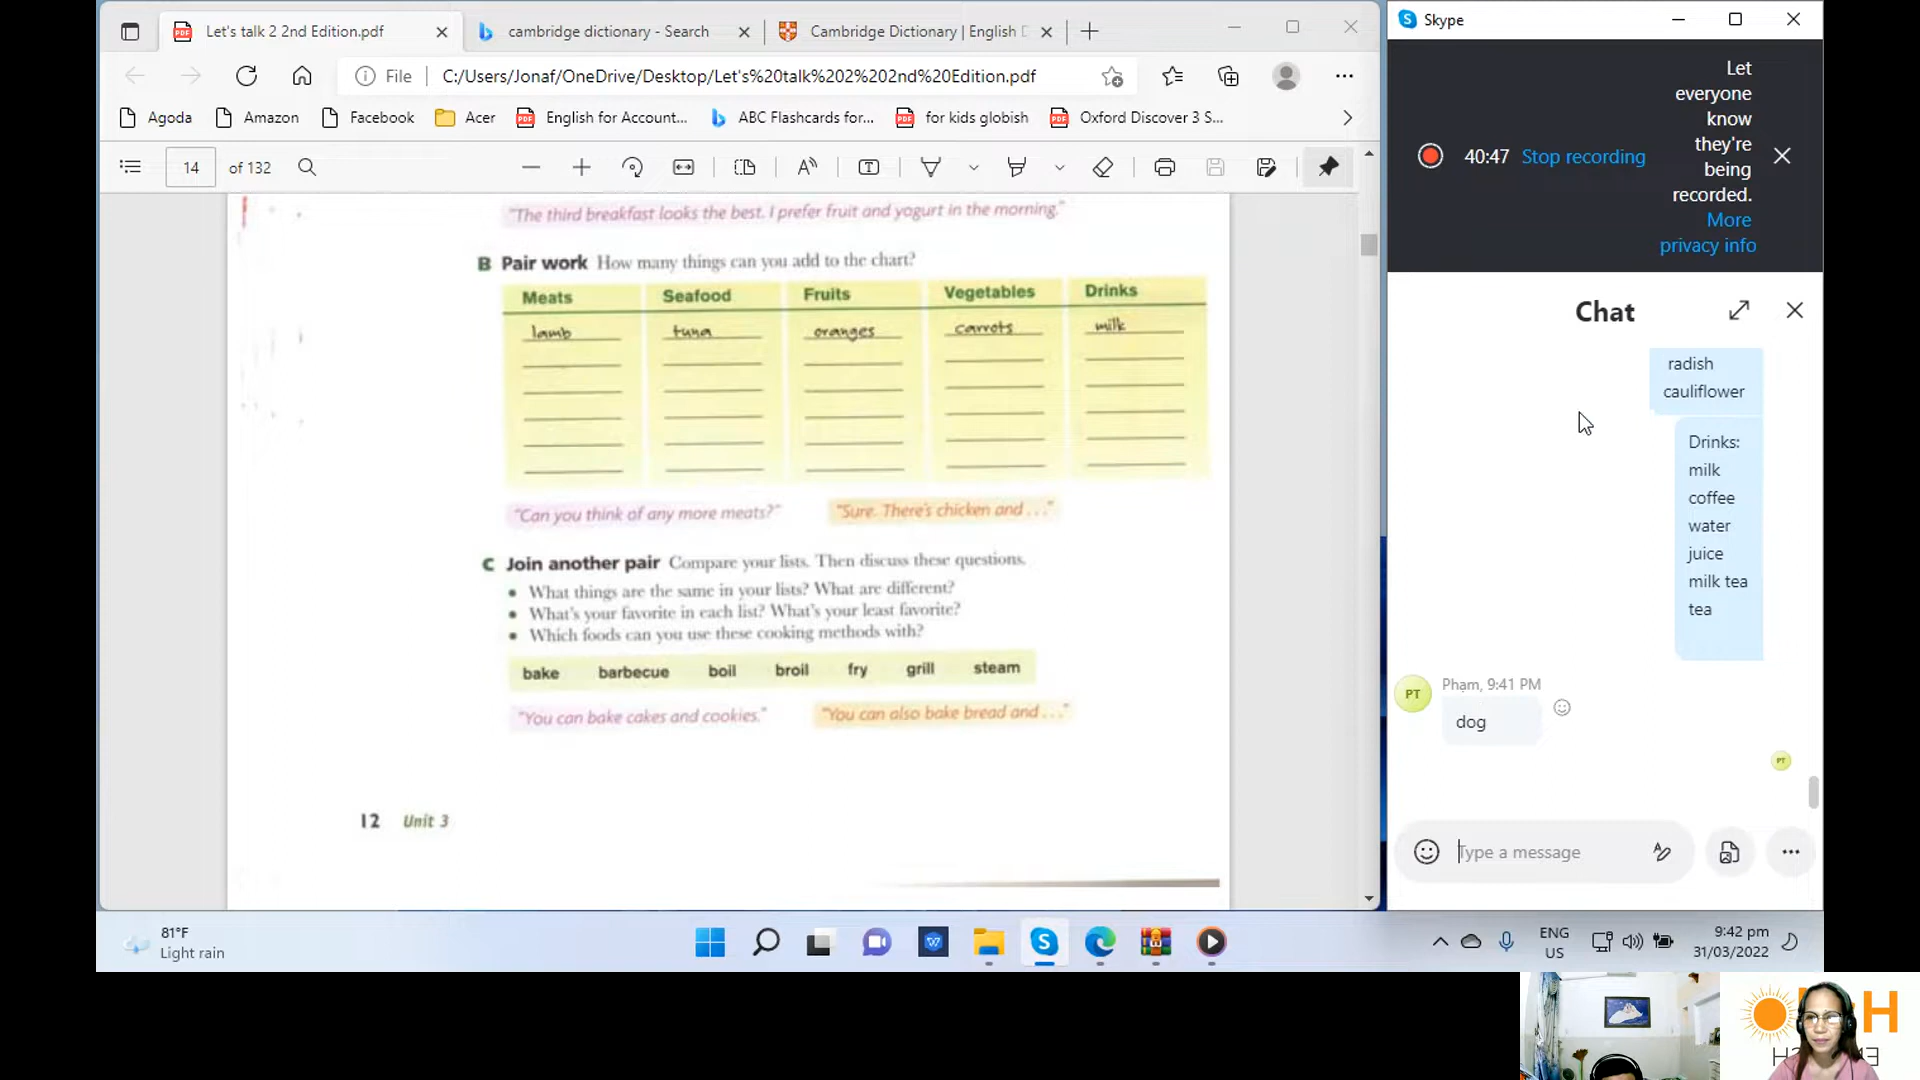 Let's talk 2 2nd Edition.pdf
cambridge dictionary - Search
Cambridge Dictionary | English D
File C:/Users/Jonaf/OneDrive/Desktop/Let's%20talk%202%202nd%20Edition.pdf
Agoda Amazon Facebook Acer English for Account... ABC Flashcards for... for kids globish Oxford Discover 3 S...
14 of 132
"The third breakfast looks the best. I prefer fruit and yogurt in the morning."
B Pair work How many things can you add to the chart?
Meats Seafood Fruits Vegetables Drinks
lamb tuna oranges carrots milk
"Can you think of any more meats?" "Sure. There's chicken and . . ."
C Join another pair Compare your lists. Then discuss these questions.
• What things are the same in your lists? What are different?
• What's your favorite in each list? What's your least favorite?
• Which foods can you use these cooking methods with?
bake barbecue boil broil fry grill steam
"You can bake cakes and cookies." "You can also bake bread and . . ."
12 Unit 3
Skype
40:47 Stop recording
Let
everyone
know
they're
being
recorded.
More
privacy info
Chat
radish
cauliflower
Drinks:
milk
coffee
water
juice
milk tea
tea
Phạm, 9:41 PM
PT
dog
PT
Type a message
81°F
Light rain
ENG
US
9:42 pm
31/03/2022
H